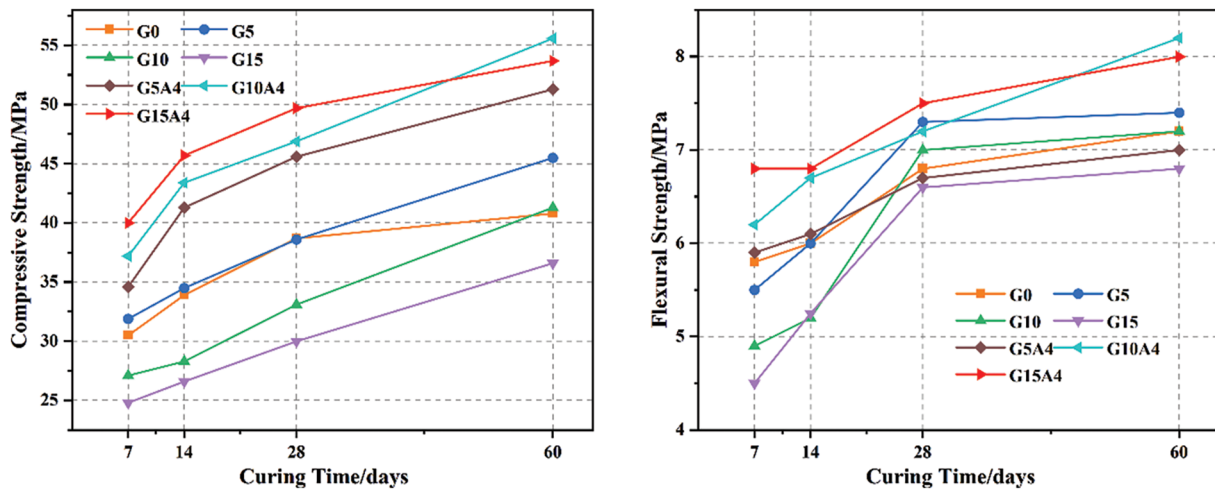 Compressive Strength/MPa
55
50
45
40
35
30
25
G0 G5
G10 G15
G5A4 G10A4
G15A4
7 14 28 60
Curing Time/days
Flexural Strength/MPa
8
7
6
5
4
G0 G5
G10 G15
G5A4 G10A4
G15A4
7 14 28 60
Curing Time/days